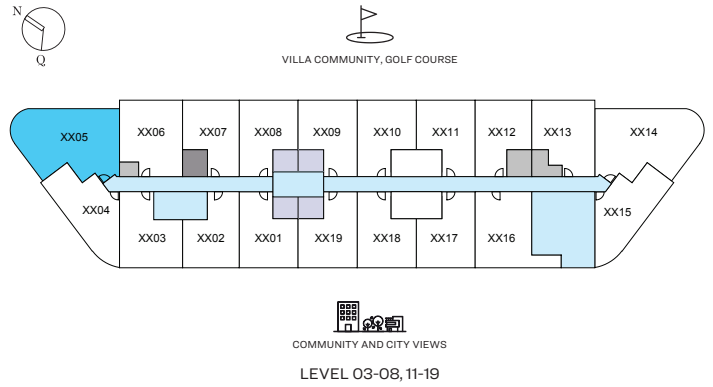 N
Q
VILLA COMMUNITY, GOLF COURSE
XX05
XX06
XX07
XX08
XX09
XX10
XX11
XX12
XX13
XX14
XX04
XX03
XX02
XX01
XX19
XX18
XX17
XX16
XX15
COMMUNITY AND CITY VIEWS
LEVEL 03-08, 11-19